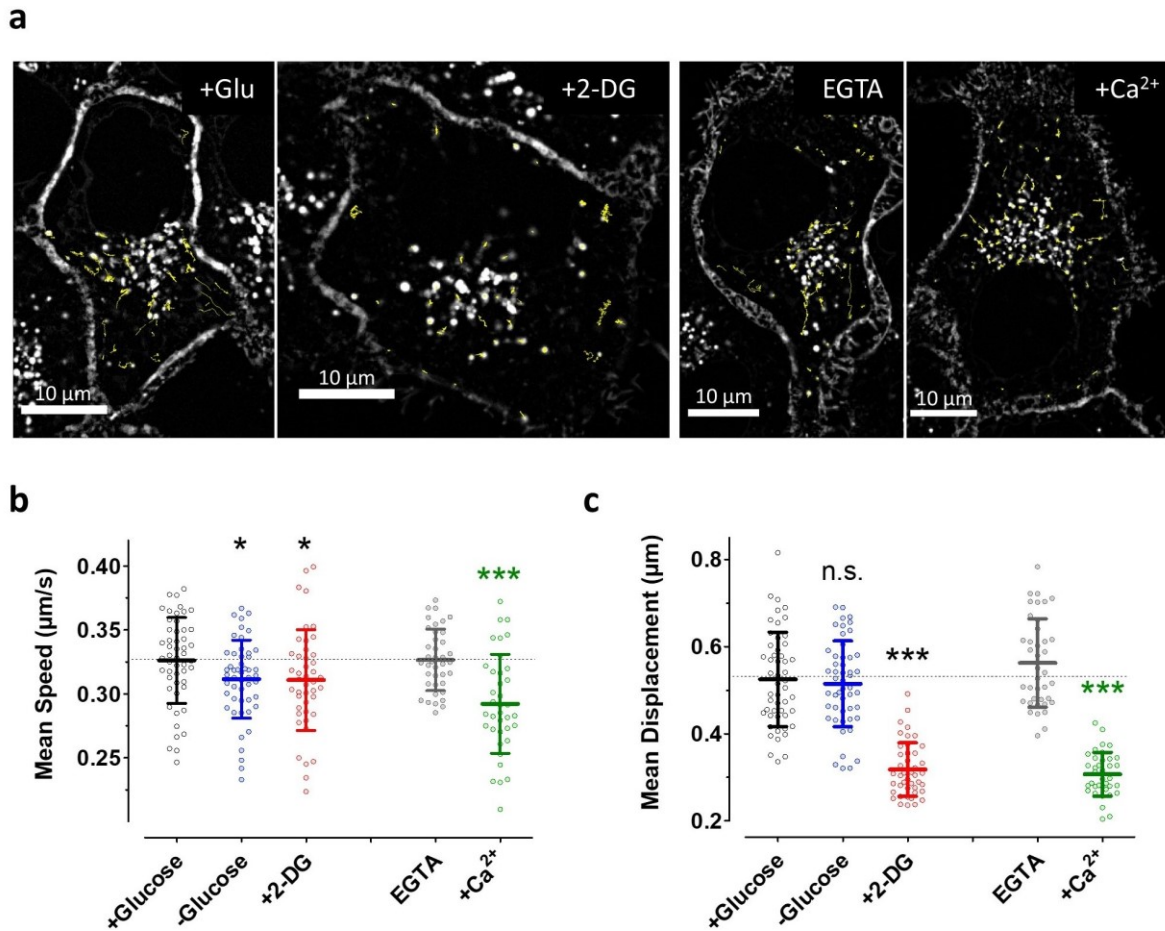 a
+Glu
+2-DG
EGTA
+Ca²⁺
10 µm
10 µm
10 µm
10 µm
b
c
Mean Speed (µm/s)
0.40
0.35
0.30
0.25
*
*
***
+Glucose
-Glucose
+2-DG
EGTA
+Ca²⁺
Mean Displacement (µm)
0.8
0.6
0.4
0.2
n.s.
***
***
+Glucose
-Glucose
+2-DG
EGTA
+Ca²⁺